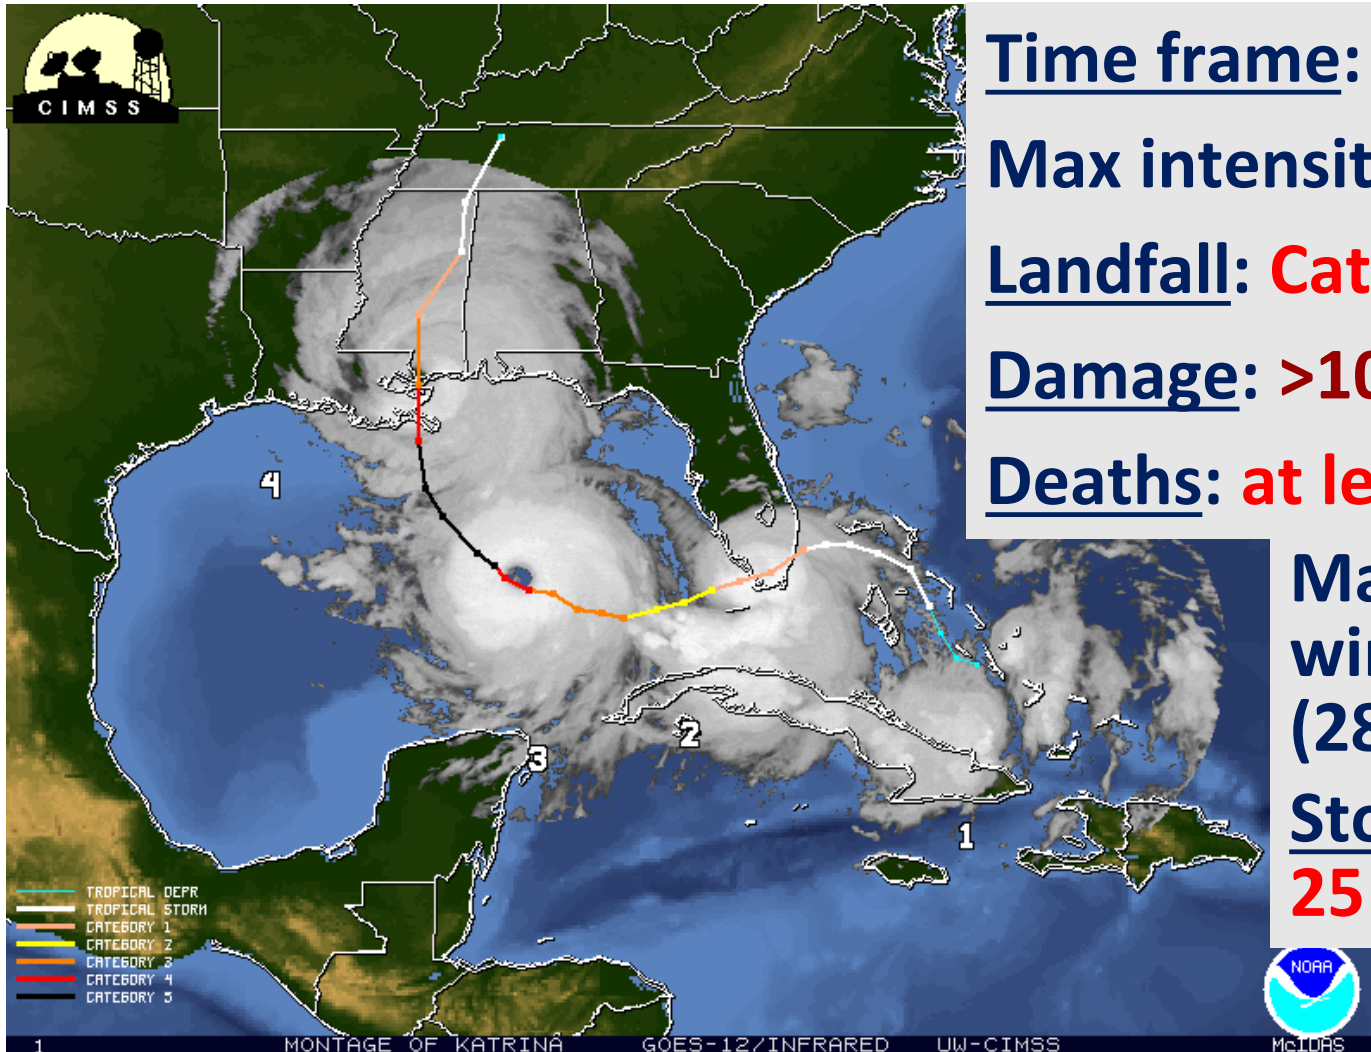 CIMSS
Time frame:
Max intensit
Landfall: Cat
Damage: >10
Deaths: at le
Ma
win
(28
Sto
25
4
2
3
1
TROPICAL DEPR
TROPICAL STORM
CATEGORY 1
CATEGORY 2
CATEGORY 3
CATEGORY 4
CATEGORY 5
NOAA
1 MONTAGE OF KATRINA GOES-12/INFRARED UW-CIMSS McIDAS